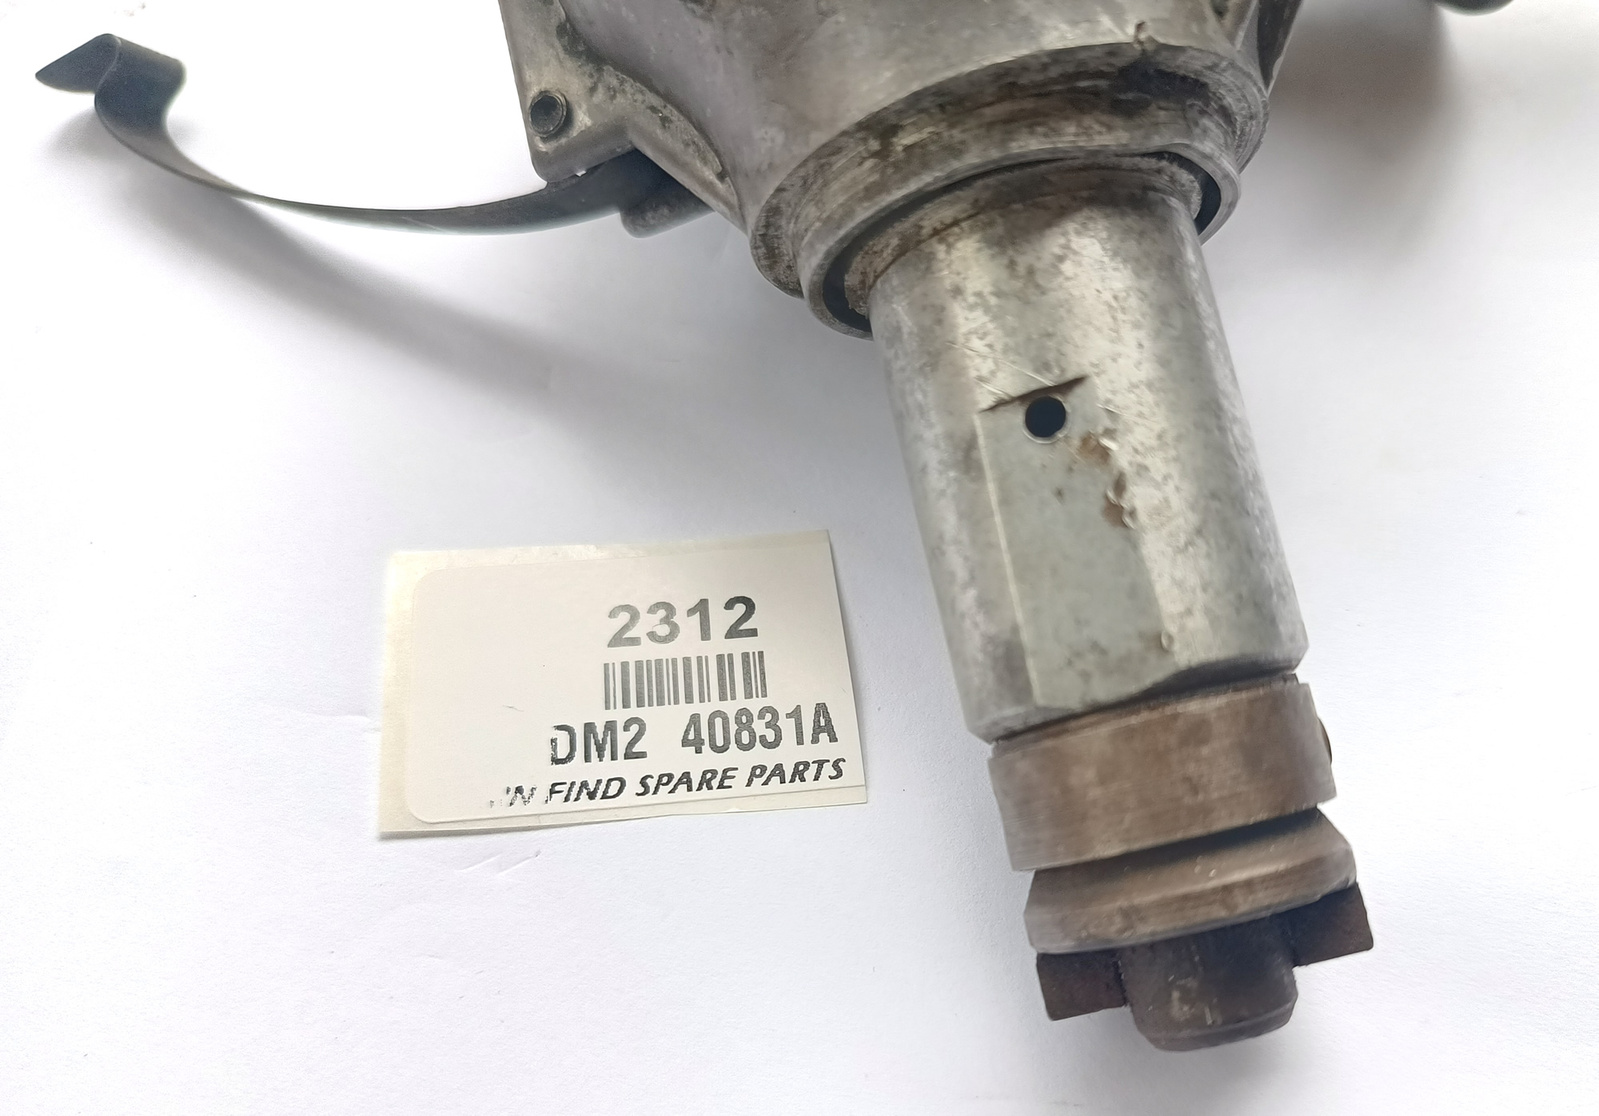 2312
DM2 40831A
'N FIND SPARE PARTS